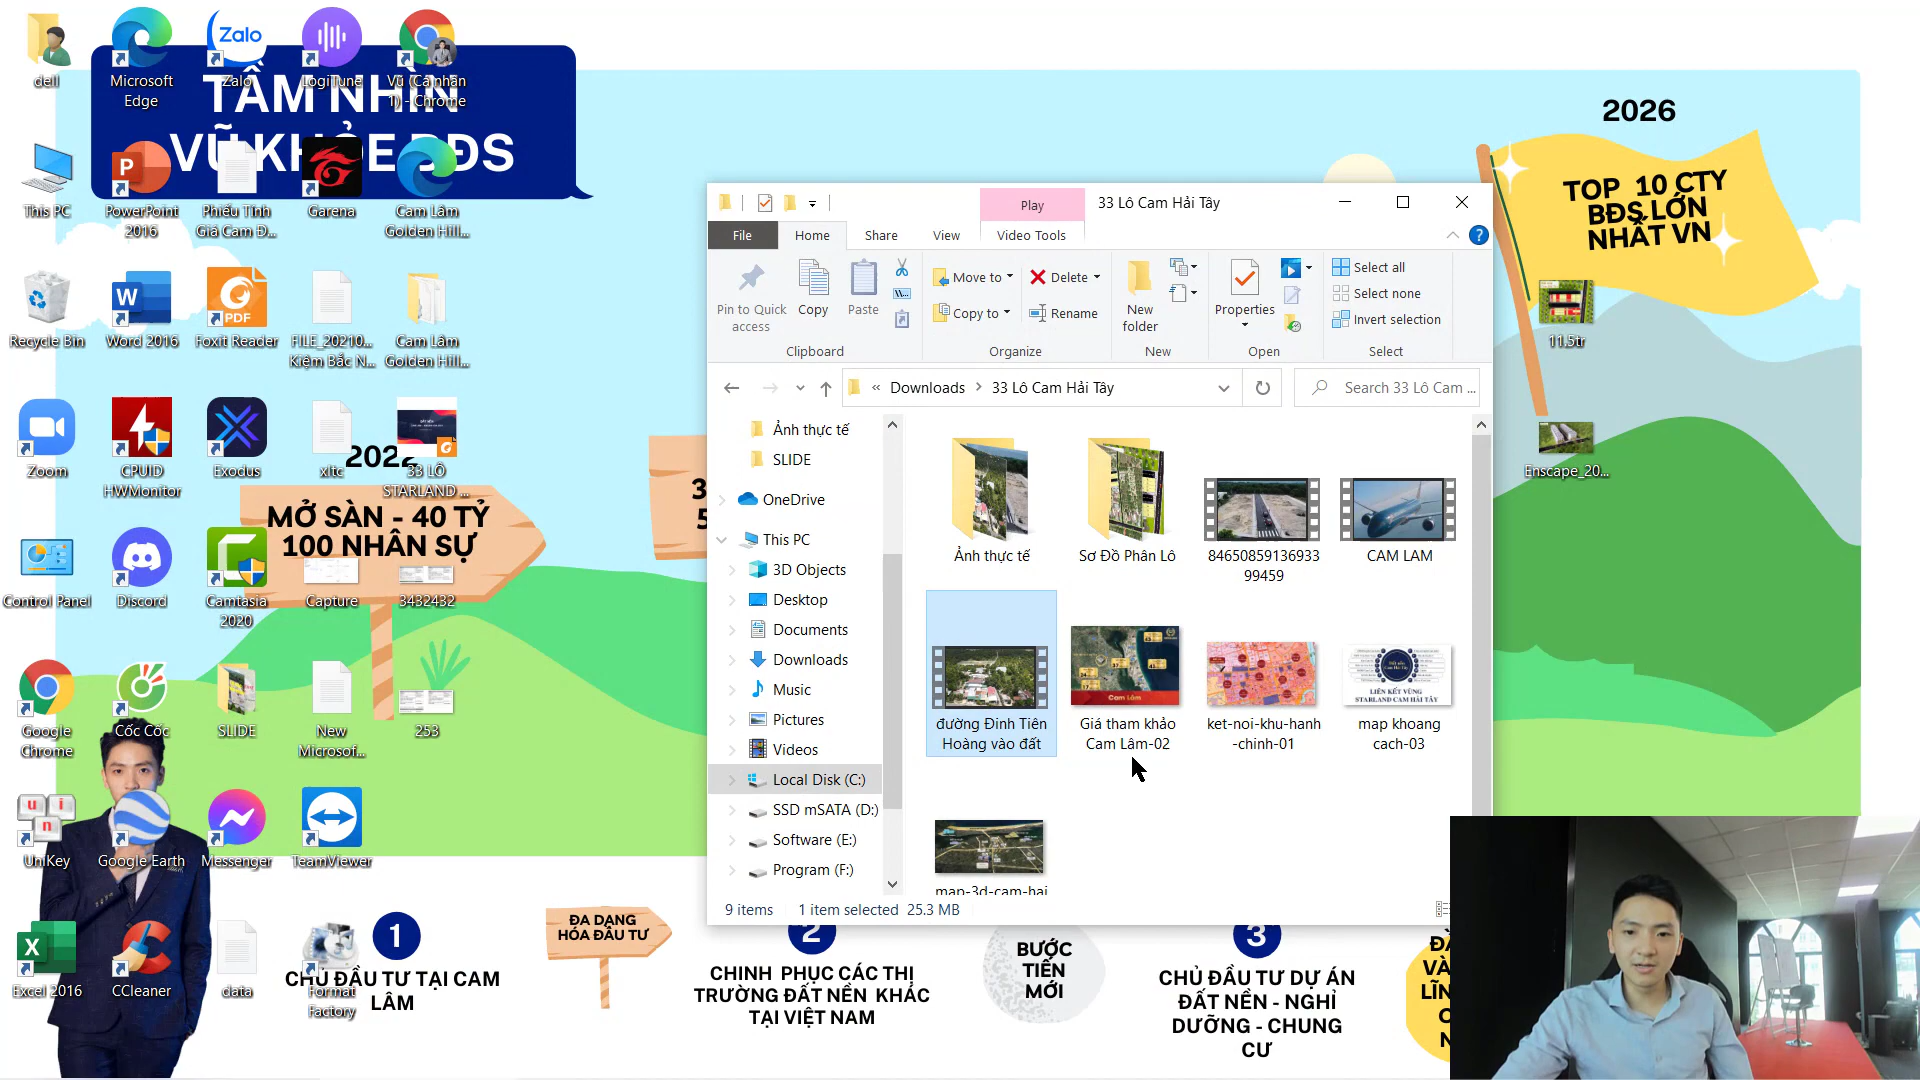 dell
Microsoft
Edge
Zalo
Zalo
LogiTune
Vũ (Cá nhân
1) - Chrome
TẦM NHÌN
VŨ KHỎE BĐS
This PC
PowerPoint
2016
Phiếu Tính
Giá Cam Đ...
Garena
Cam Lâm
Golden Hill...
Recycle Bin
Word 2016
PDF
Foxit Reader
FILE_20210...
Kiệm Bắc N...
Cam Lâm
Golden Hill...
Zoom
CPUID
HWMonitor
Exodus
xltc
33 LÔ
STARLAND ...
MỞ SÀN - 40 TỶ
100 NHÂN SỰ
Control Panel
Discord
Camtasia
2020
Capture
3432432
Google
Chrome
Cốc Cốc
SLIDE
New
Microsof...
253
UniKey
Google Earth
Messenger
TeamViewer
Excel 2016
CCleaner
data
Format
Factory
1
CHỦ ĐẦU TƯ TẠI CAM
LÂM
ĐA DẠNG
HÓA ĐẦU TƯ
2
CHINH PHỤC CÁC THỊ
TRƯỜNG ĐẤT NỀN KHÁC
TẠI VIỆT NAM
BƯỚC
TIẾN
MỚI
3
CHỦ ĐẦU TƯ DỰ ÁN
ĐẤT NỀN - NGHỈ
DƯỠNG - CHUNG
CƯ
2026
TOP 10 CTY
BĐS LỚN
NHẤT VN
11.5tr
Enscape_20...
Play
33 Lô Cam Hải Tây
File
Home
Share
View
Video Tools
Pin to Quick
access
Copy
Paste
Move to
Copy to
Delete
Rename
New
folder
Properties
Select all
Select none
Invert selection
Clipboard
Organize
New
Open
Select
« Downloads > 33 Lô Cam Hải Tây
Search 33 Lô Cam ...
Ảnh thực tế
SLIDE
OneDrive
This PC
3D Objects
Desktop
Documents
Downloads
Music
Pictures
Videos
Local Disk (C:)
SSD mSATA (D:)
Software (E:)
Program (F:)
Ảnh thực tế
Sơ Đồ Phân Lô
84650859136933
99459
CAM LAM
đường Đinh Tiên
Hoàng vào đất
Giá tham khảo
Cam Lâm-02
ket-noi-khu-hanh
-chinh-01
LIÊN KẾT VÙNG
STARLAND CAM HẢI TÂY
map khoang
cach-03
map-3d-cam-hai
9 items
1 item selected 25.3 MB